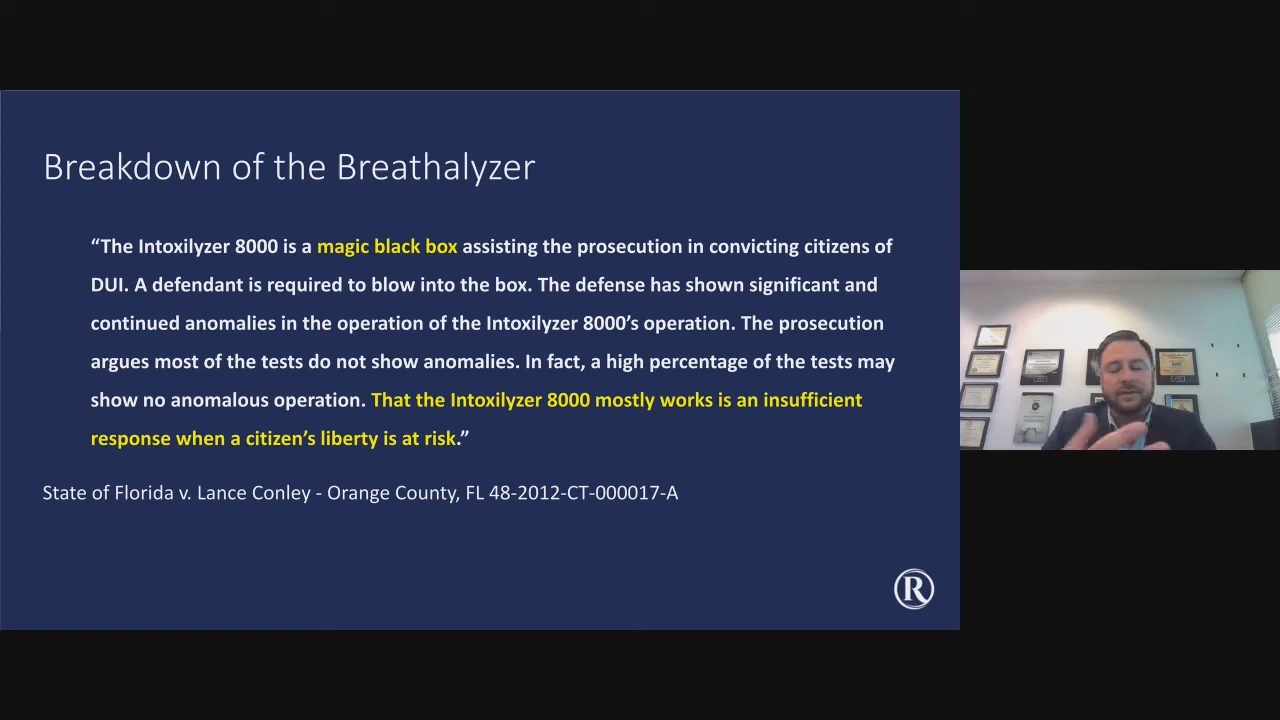 Breakdown of the Breathalyzer
“The Intoxilyzer 8000 is a magic black box assisting the prosecution in convicting citizens of
DUI. A defendant is required to blow into the box. The defense has shown significant and
continued anomalies in the operation of the Intoxilyzer 8000’s operation. The prosecution
argues most of the tests do not show anomalies. In fact, a high percentage of the tests may
show no anomalous operation. That the Intoxilyzer 8000 mostly works is an insufficient
response when a citizen’s liberty is at risk.”
State of Florida v. Lance Conley - Orange County, FL 48-2012-CT-000017-A
R